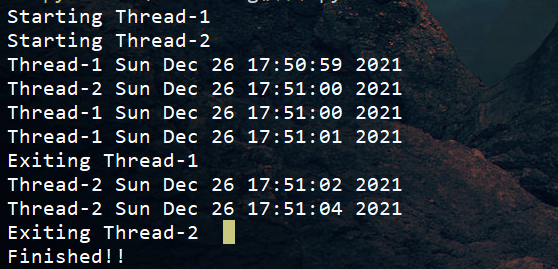 Starting Thread-1
Starting Thread-2
Thread-1 Sun Dec 26 17:50:59 2021
Thread-2 Sun Dec 26 17:51:00 2021
Thread-1 Sun Dec 26 17:51:00 2021
Thread-1 Sun Dec 26 17:51:01 2021
Exiting Thread-1
Thread-2 Sun Dec 26 17:51:02 2021
Thread-2 Sun Dec 26 17:51:04 2021
Exiting Thread-2
Finished!!